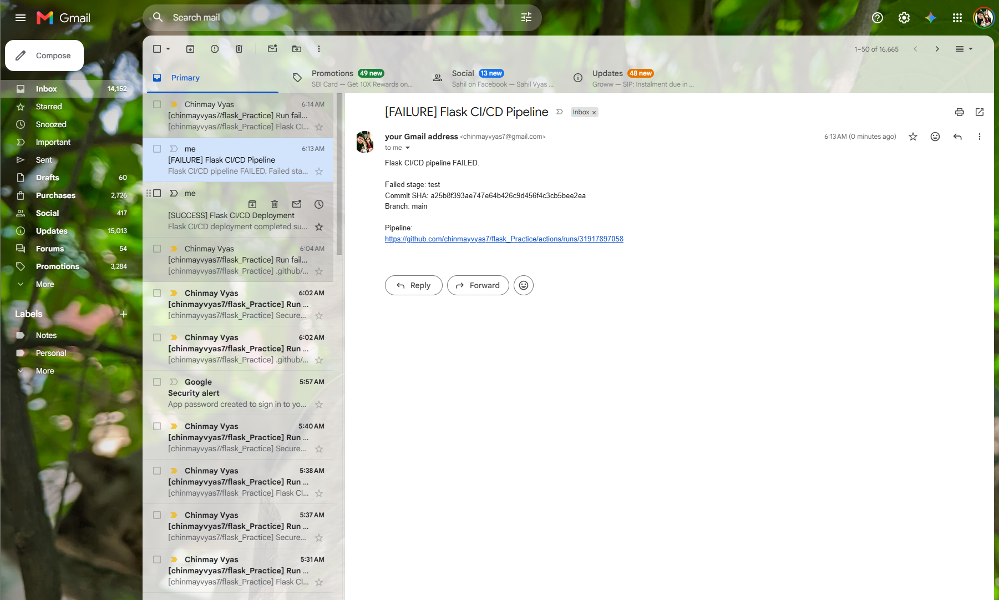 Gmail
Search mail
Compose
Inbox 14,152
Starred
Snoozed
Important
Sent
Drafts 60
Purchases 2,726
Social 417
Updates 15,013
Forums 54
Promotions 3,284
More
Labels
Notes
Personal
More
1–50 of 16,665
Primary
Promotions 49 new
SBI Card — Get 10X Rewards on...
Social 13 new
Sahil on Facebook — Sahil Vyas ...
Updates 48 new
Groww — SIP: Instalment due in ...
Chinmay Vyas 6:14 AM
[chinmayvyas7/flask_Practice] Run fail...
[chinmayvyas7/flask_Practice] Flask CI...
me 6:13 AM
[FAILURE] Flask CI/CD Pipeline
Flask CI/CD pipeline FAILED. Failed sta...
me
[SUCCESS] Flask CI/CD Deployment
Flask CI/CD deployment completed su...
Chinmay Vyas 6:04 AM
[chinmayvyas7/flask_Practice] Run fail...
[chinmayvyas7/flask_Practice] .github/...
Chinmay Vyas 6:02 AM
[chinmayvyas7/flask_Practice] Run ...
[chinmayvyas7/flask_Practice] Secure...
Chinmay Vyas 6:02 AM
[chinmayvyas7/flask_Practice] Run ...
[chinmayvyas7/flask_Practice] .github/...
Google 5:57 AM
Security alert
App password created to sign in to yo...
Chinmay Vyas 5:40 AM
[chinmayvyas7/flask_Practice] Run ...
[chinmayvyas7/flask_Practice] Secure...
Chinmay Vyas 5:38 AM
[chinmayvyas7/flask_Practice] Run ...
[chinmayvyas7/flask_Practice] Flask CI...
Chinmay Vyas 5:37 AM
[chinmayvyas7/flask_Practice] Run ...
[chinmayvyas7/flask_Practice] Secure...
Chinmay Vyas 5:31 AM
[chinmayvyas7/flask_Practice] Run ...
[chinmayvyas7/flask_Practice] Flask CI...
[FAILURE] Flask CI/CD Pipeline Inbox x
your Gmail address <chinmayvyas7@gmail.com> 6:13 AM (0 minutes ago)
to me
Flask CI/CD pipeline FAILED.
Failed stage: test
Commit SHA: a25b8f393ae747e64b426c9d456f4c3cb5bee2ea
Branch: main
Pipeline:
https://github.com/chinmayvyas7/flask_Practice/actions/runs/31917897058
Reply
Forward